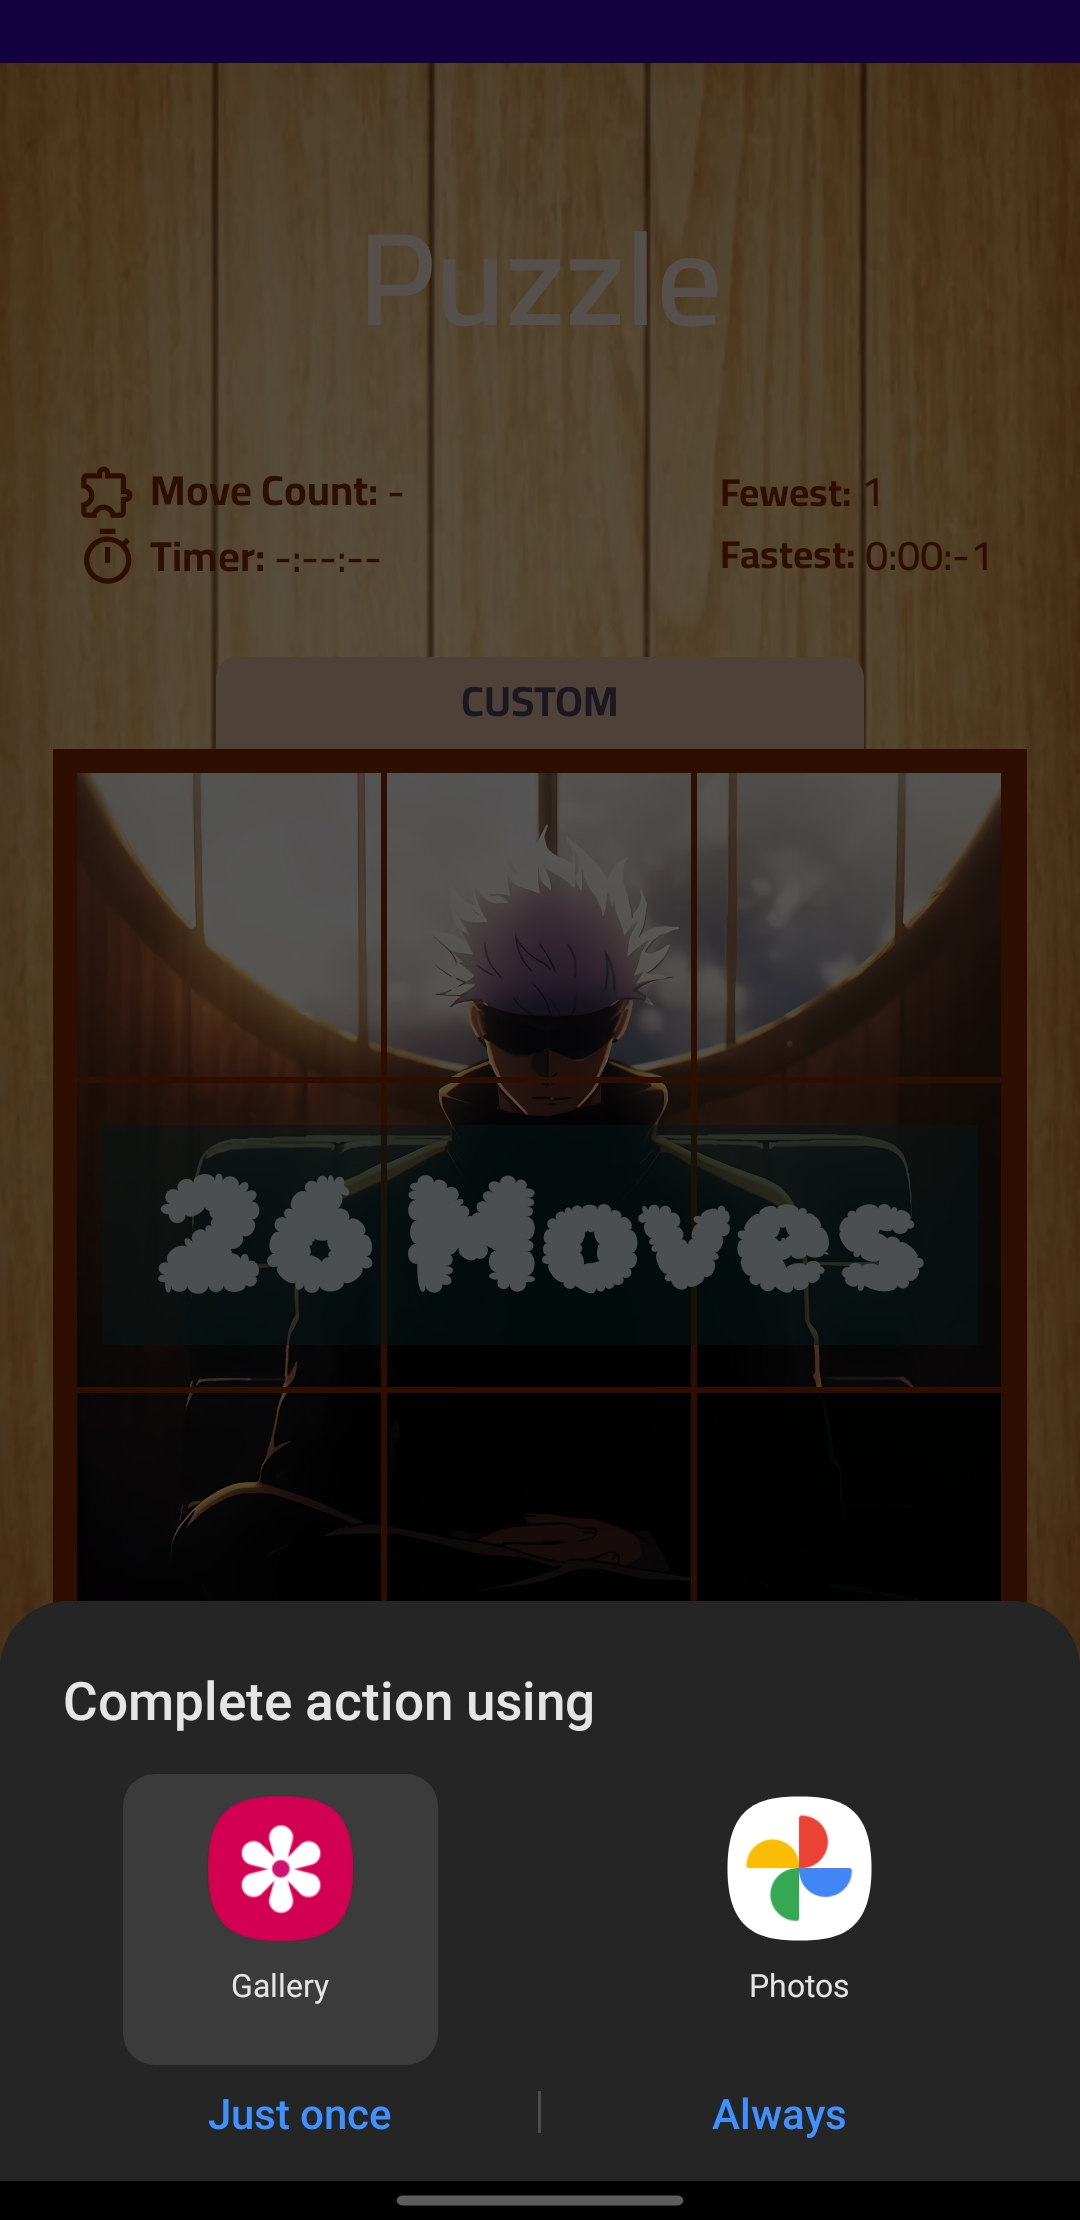 Puzzle
Move Count: -
Fewest: 1
Timer: -:--:--
Fastest: 0:00:-1
CUSTOM
26 Moves
Complete action using
Gallery
Photos
Just once
Always